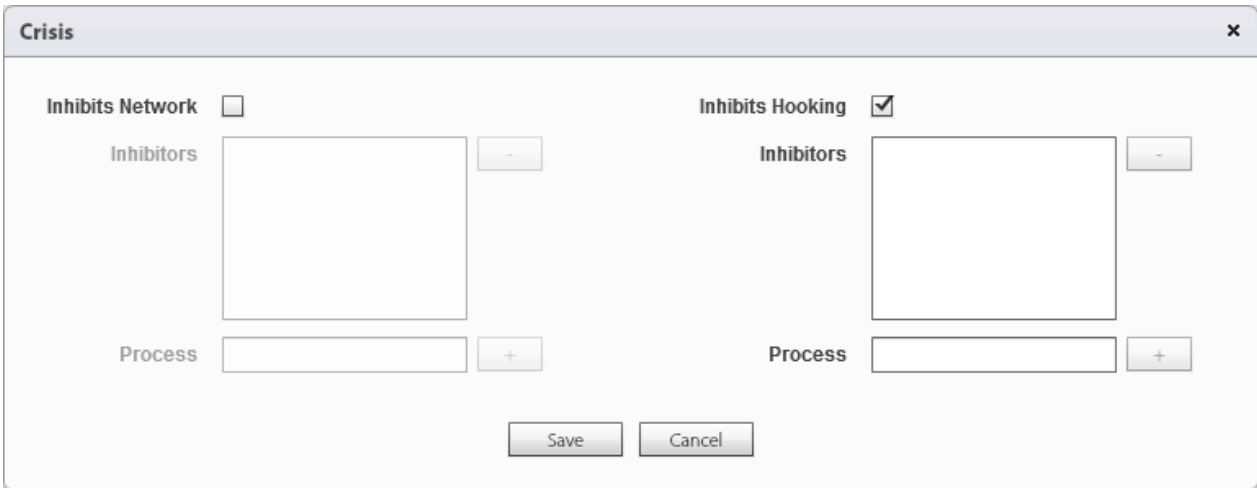 Crisis ×
Inhibits Network Inhibits Hooking
Inhibitors - Inhibitors -
Process + Process +
Save Cancel